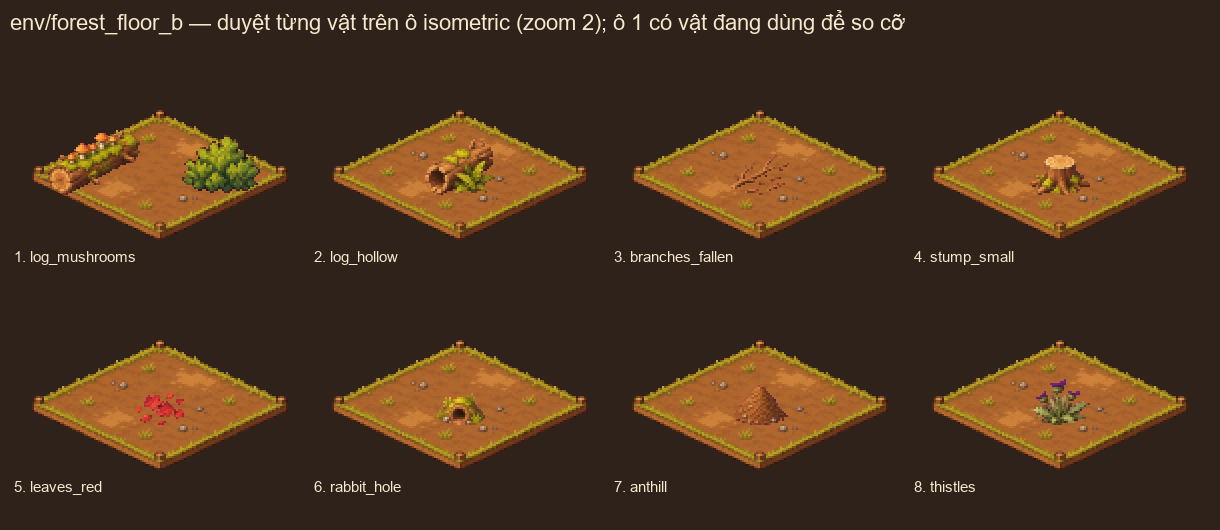 env/forest_floor_b — duyệt từng vật trên ô isometric (zoom 2); ô 1 có vật đang dùng để so cỡ
1. log_mushrooms
2. log_hollow
3. branches_fallen
4. stump_small
5. leaves_red
6. rabbit_hole
7. anthill
8. thistles